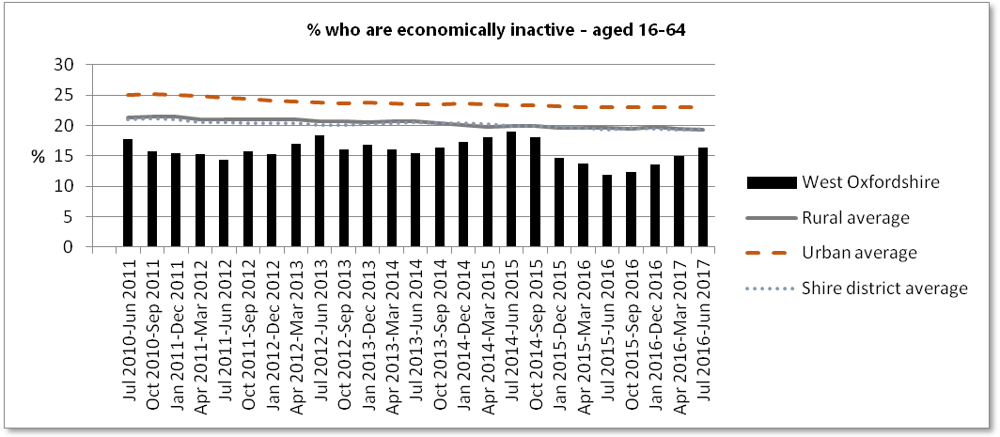 % who are economically inactive - aged 16-64
30
25
20
15
10
5
0
%
Jul 2010-Jun 2011
Oct 2010-Sep 2011
Jan 2011-Dec 2011
Apr 2011-Mar 2012
Jul 2011-Jun 2012
Oct 2011-Sep 2012
Jan 2012-Dec 2012
Apr 2012-Mar 2013
Jul 2012-Jun 2013
Oct 2012-Sep 2013
Jan 2013-Dec 2013
Apr 2013-Mar 2014
Jul 2013-Jun 2014
Oct 2013-Sep 2014
Jan 2014-Dec 2014
Apr 2014-Mar 2015
Jul 2014-Jun 2015
Oct 2014-Sep 2015
Jan 2015-Dec 2015
Apr 2015-Mar 2016
Jul 2015-Jun 2016
Oct 2015-Sep 2016
Jan 2016-Dec 2016
Apr 2016-Mar 2017
Jul 2016-Jun 2017
West Oxfordshire
Rural average
Urban average
Shire district average